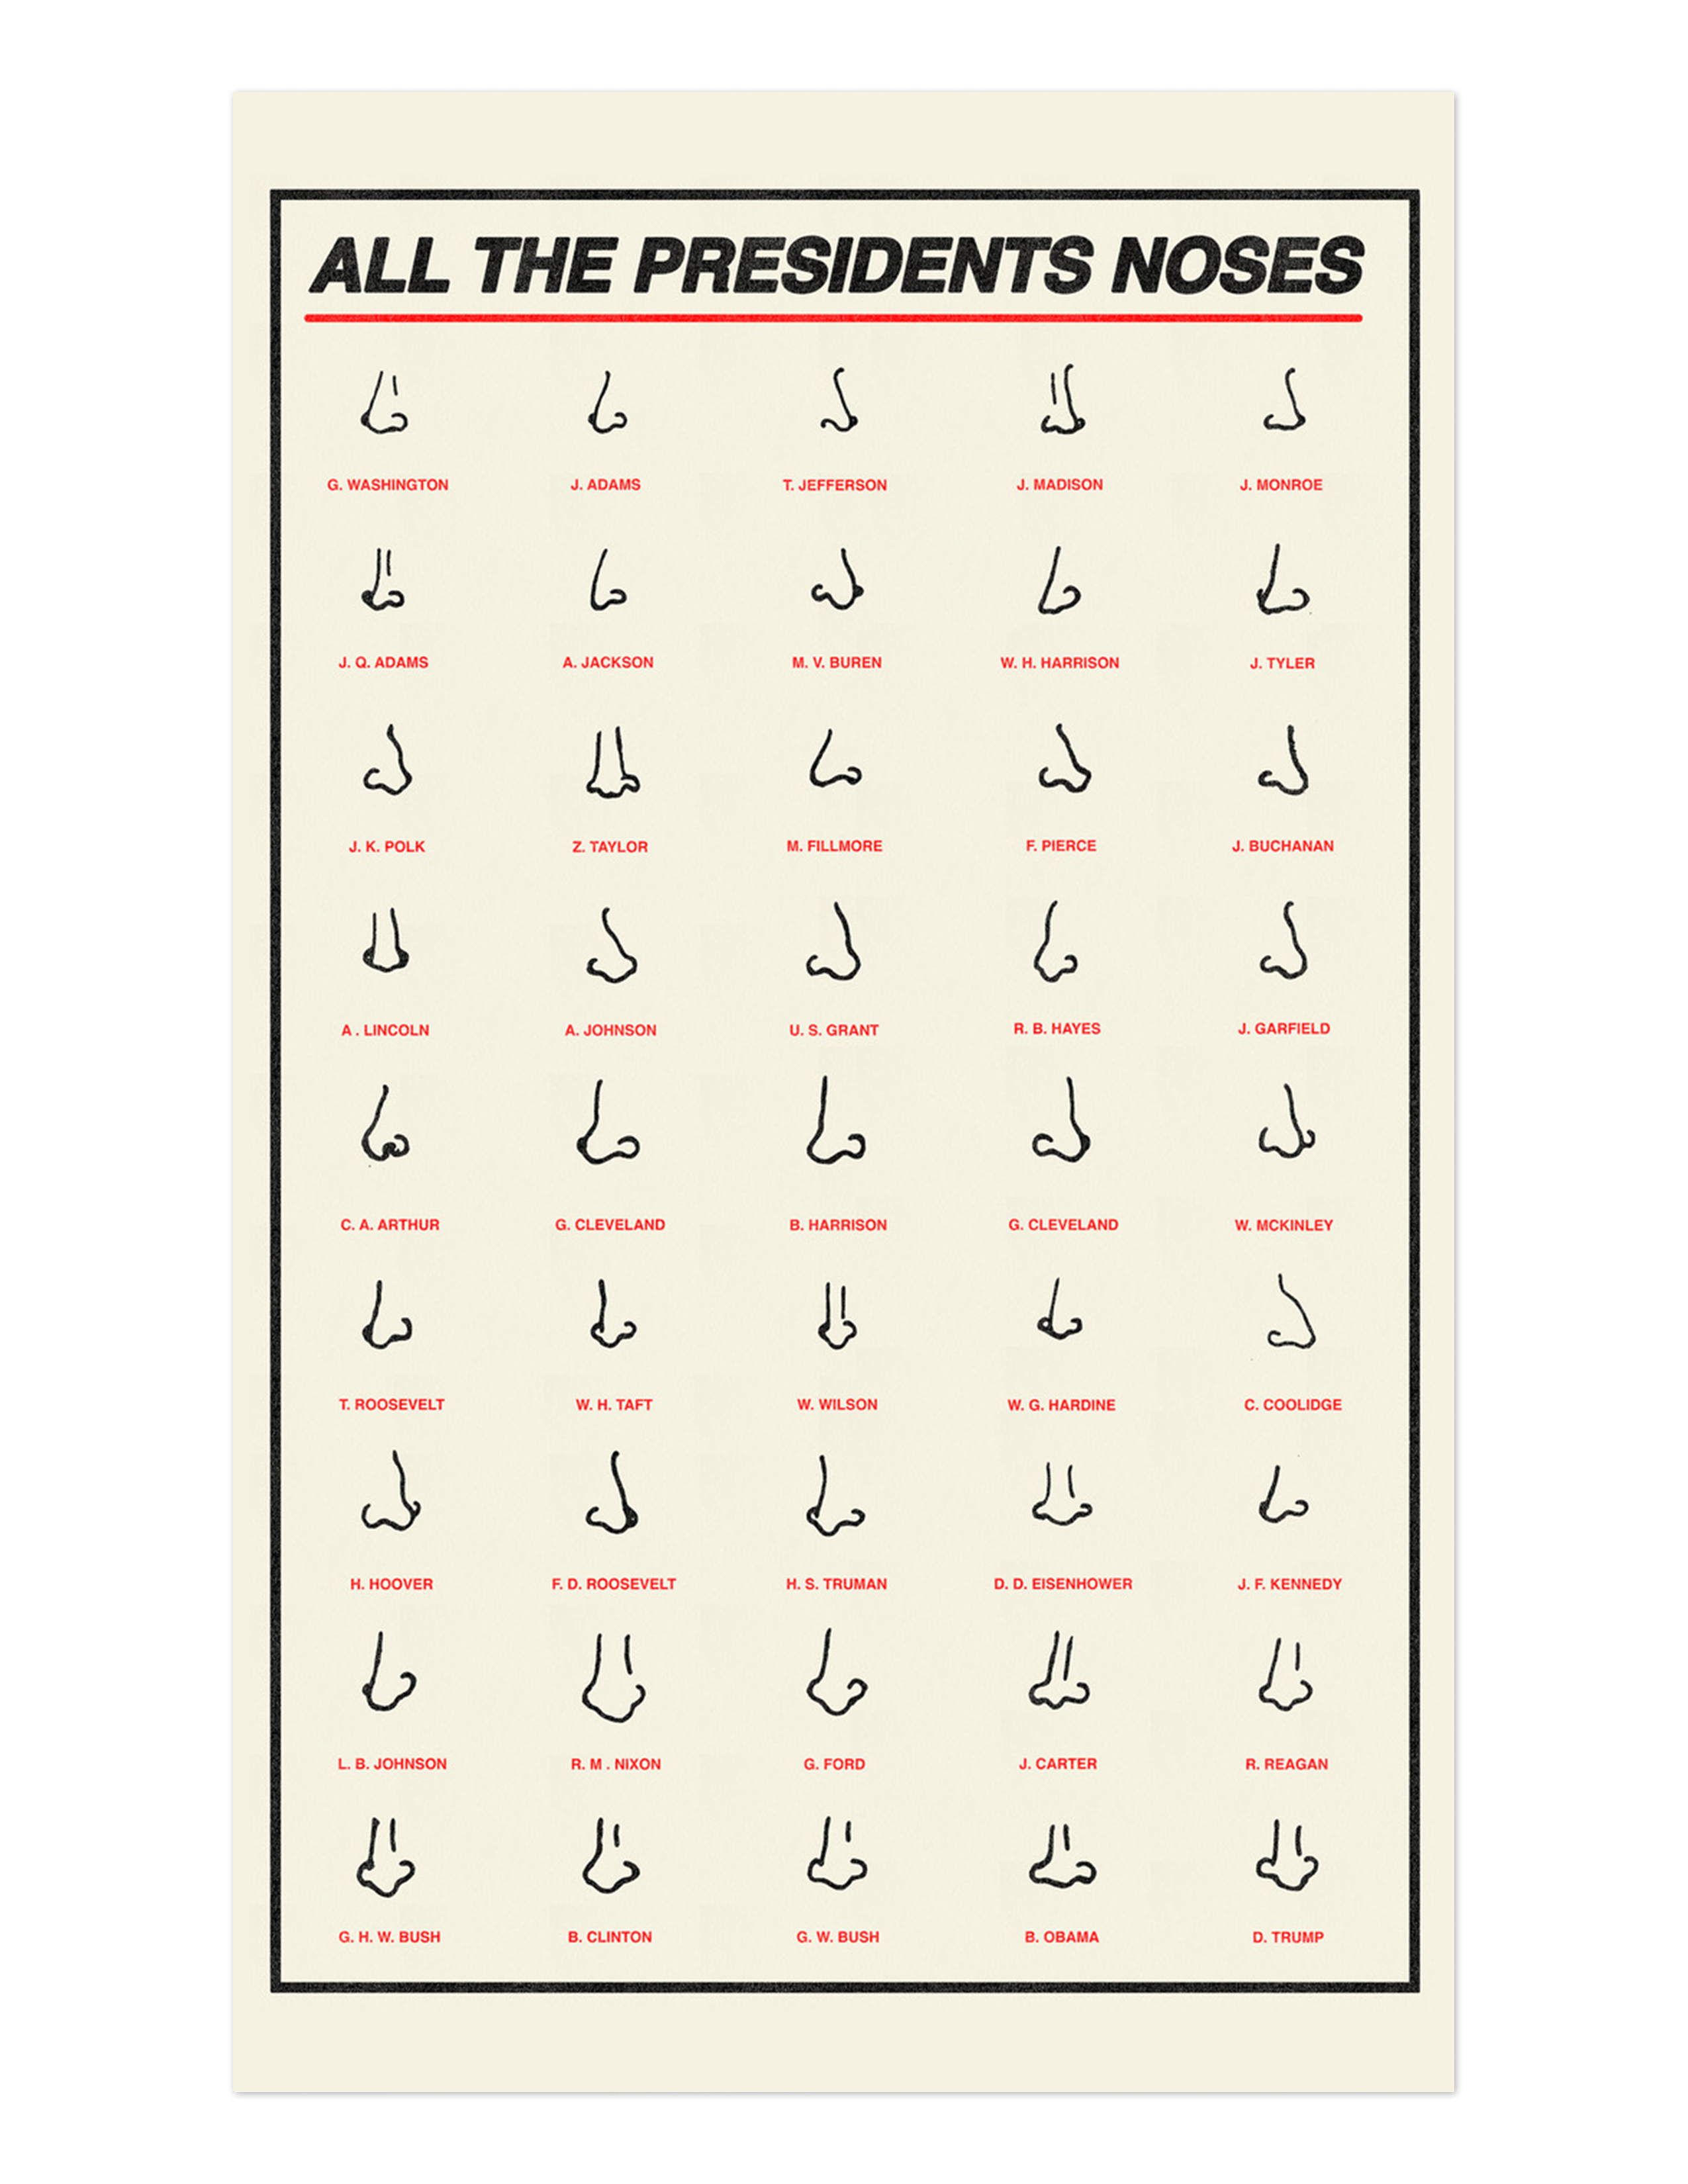 ALL THE PRESIDENTS NOSES
G. WASHINGTON J. ADAMS T. JEFFERSON J. MADISON J. MONROE
J. Q. ADAMS A. JACKSON M. V. BUREN W. H. HARRISON J. TYLER
J. K. POLK Z. TAYLOR M. FILLMORE F. PIERCE J. BUCHANAN
A . LINCOLN A. JOHNSON U. S. GRANT R. B. HAYES J. GARFIELD
C. A. ARTHUR G. CLEVELAND B. HARRISON G. CLEVELAND W. MCKINLEY
T. ROOSEVELT W. H. TAFT W. WILSON W. G. HARDINE C. COOLIDGE
H. HOOVER F. D. ROOSEVELT H. S. TRUMAN D. D. EISENHOWER J. F. KENNEDY
L. B. JOHNSON R. M . NIXON G. FORD J. CARTER R. REAGAN
G. H. W. BUSH B. CLINTON G. W. BUSH B. OBAMA D. TRUMP